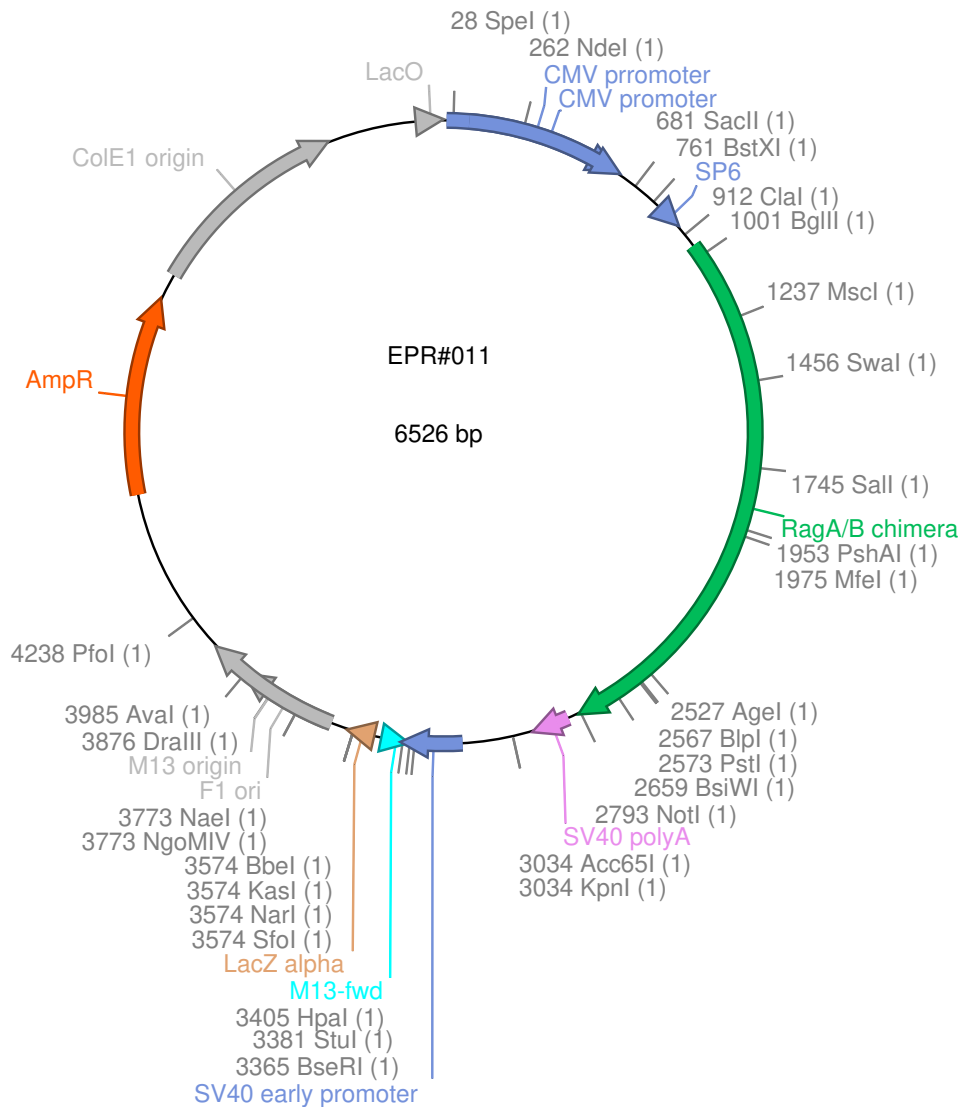 28 SpeI (1)
262 NdeI (1)
LacO
CMV prromoter
CMV promoter
681 SacII (1)
761 BstXI (1)
ColE1 origin
SP6
912 ClaI (1)
1001 BglII (1)
1237 MscI (1)
EPR#011
1456 SwaI (1)
AmpR
6526 bp
1745 SalI (1)
RagA/B chimera
1953 PshAI (1)
1975 MfeI (1)
4238 PfoI (1)
2527 AgeI (1)
3985 AvaI (1)
2567 BlpI (1)
3876 DraIII (1)
2573 PstI (1)
M13 origin
2659 BsiWI (1)
F1 ori
2793 NotI (1)
3773 NaeI (1)
SV40 polyA
3773 NgoMIV (1)
3574 BbeI (1)
3034 Acc65I (1)
3574 KasI (1)
3034 KpnI (1)
3574 NarI (1)
3574 SfoI (1)
LacZ alpha
M13-fwd
3405 HpaI (1)
3381 StuI (1)
3365 BseRI (1)
SV40 early promoter